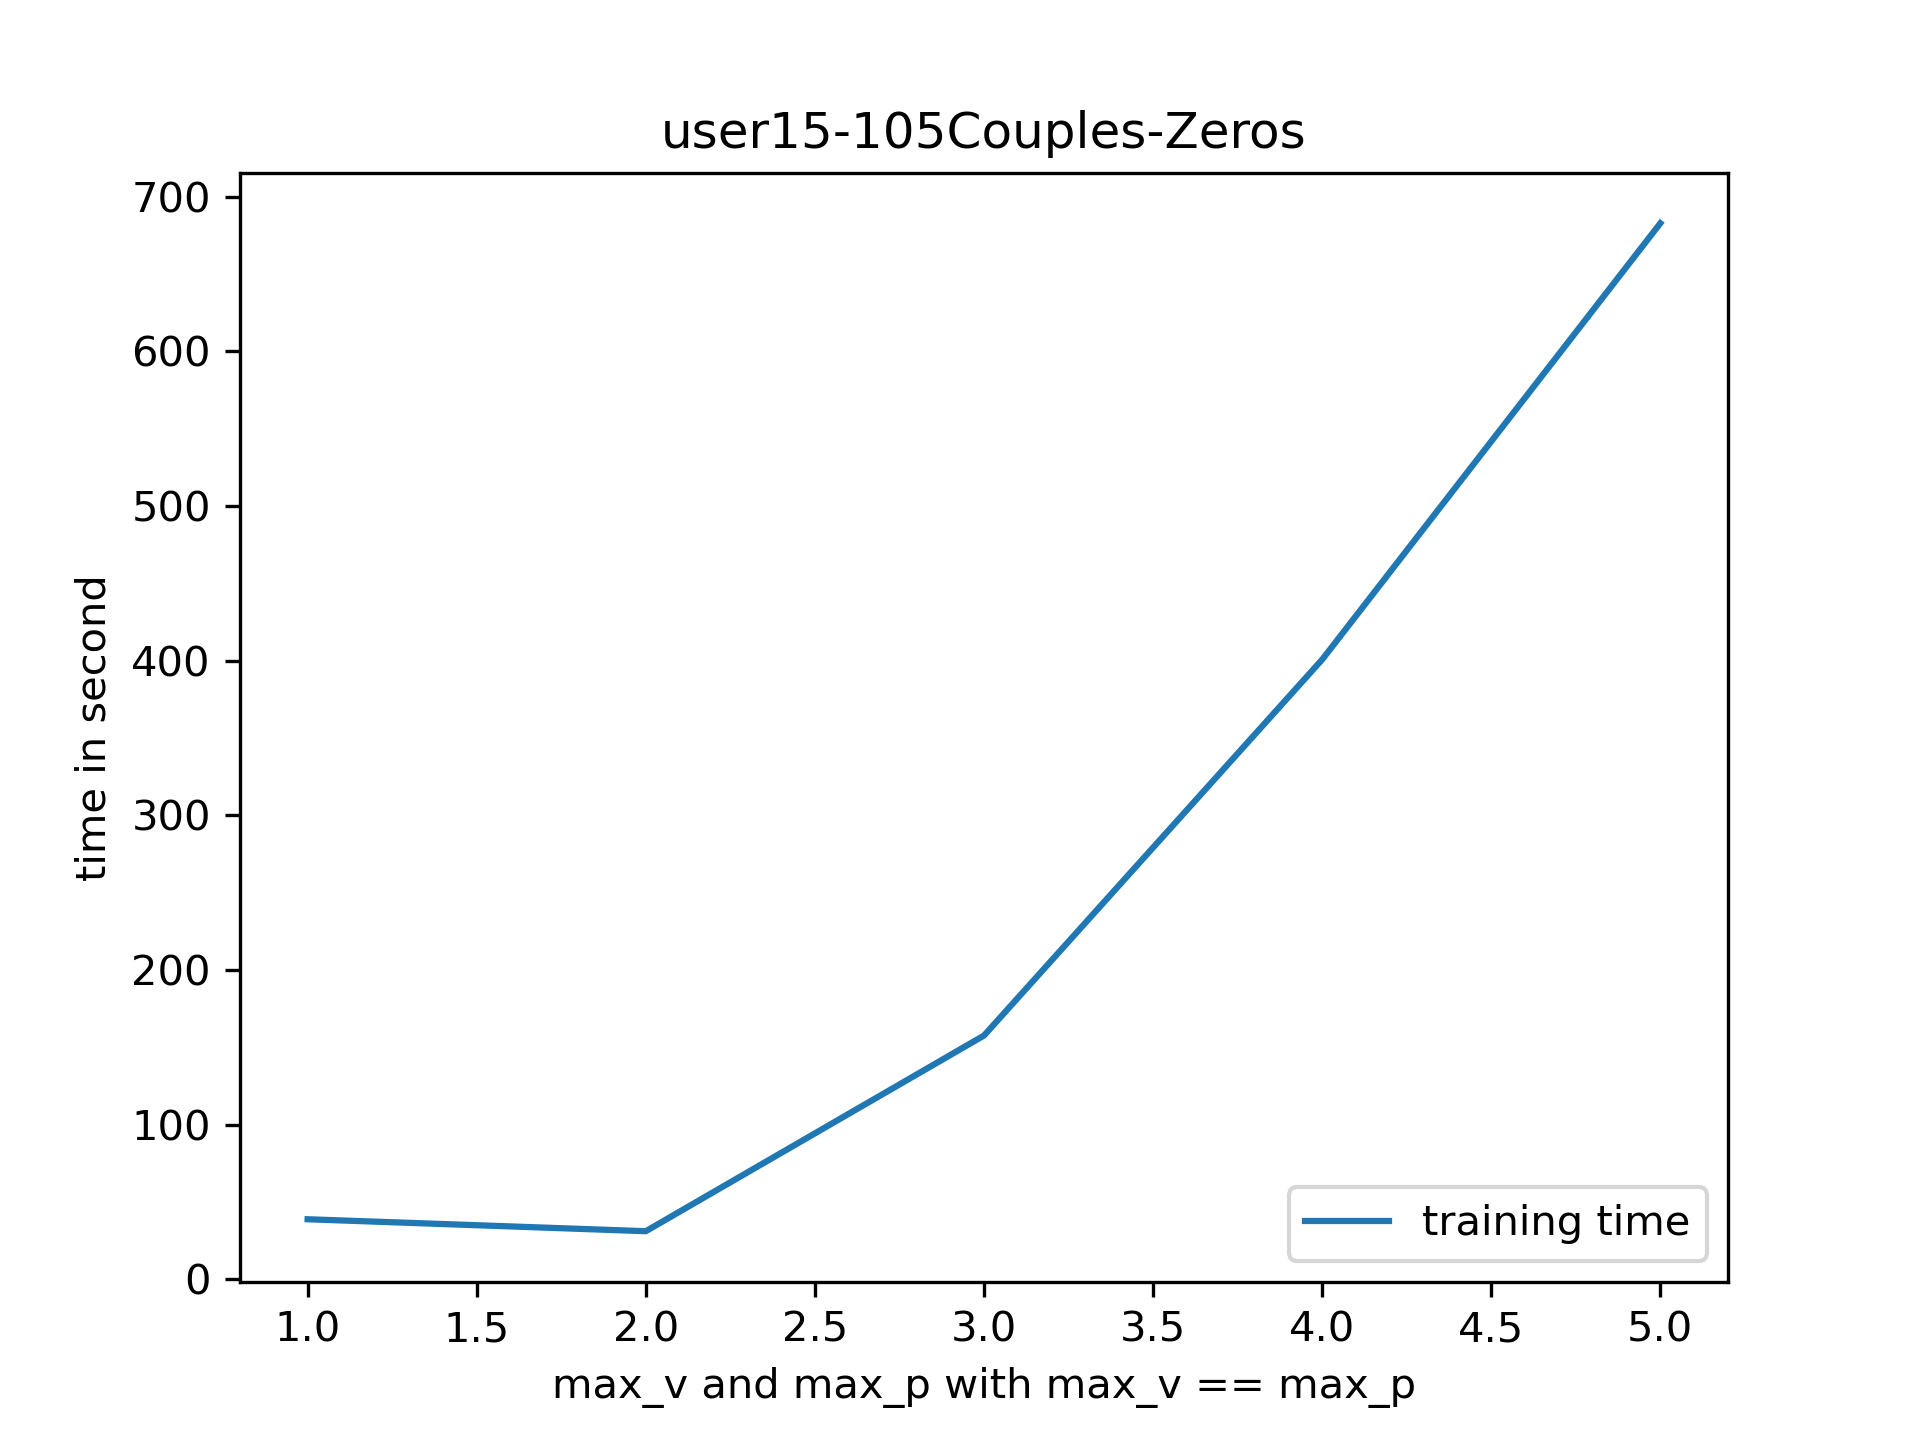 user15-105Couples-Zeros
700
600
500
400
300
200
100
0
time in second
training time
1.0 1.5 2.0 2.5 3.0 3.5 4.0 4.5 5.0
max_v and max_p with max_v == max_p